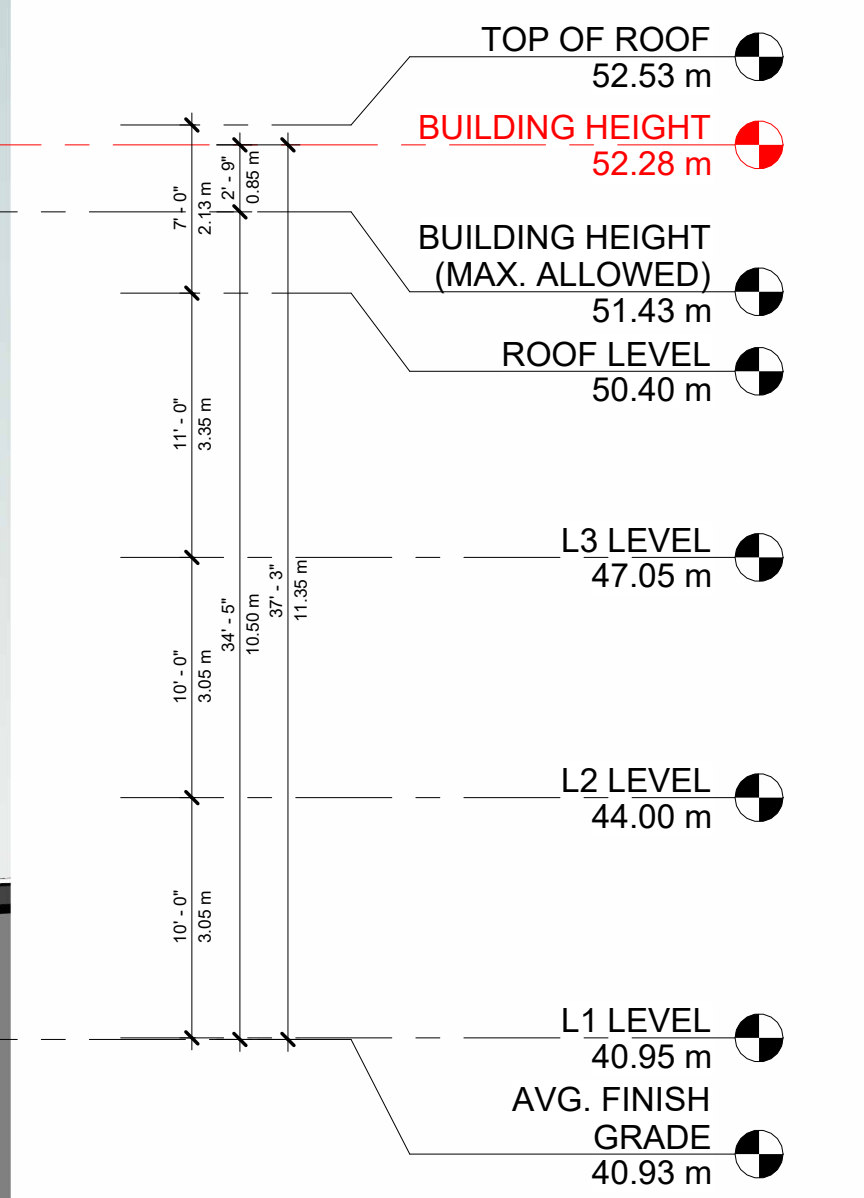 TOP OF ROOF
52.53 m
BUILDING HEIGHT
52.28 m
BUILDING HEIGHT
(MAX. ALLOWED)
51.43 m
ROOF LEVEL
50.40 m
L3 LEVEL
47.05 m
L2 LEVEL
44.00 m
L1 LEVEL
40.95 m
AVG. FINISH
GRADE
40.93 m
7' - 0"
2.13 m
2' - 9"
0.85 m
11' - 0"
3.35 m
10' - 0"
3.05 m
34' - 5"
10.50 m
37' - 3"
11.35 m
10' - 0"
3.05 m